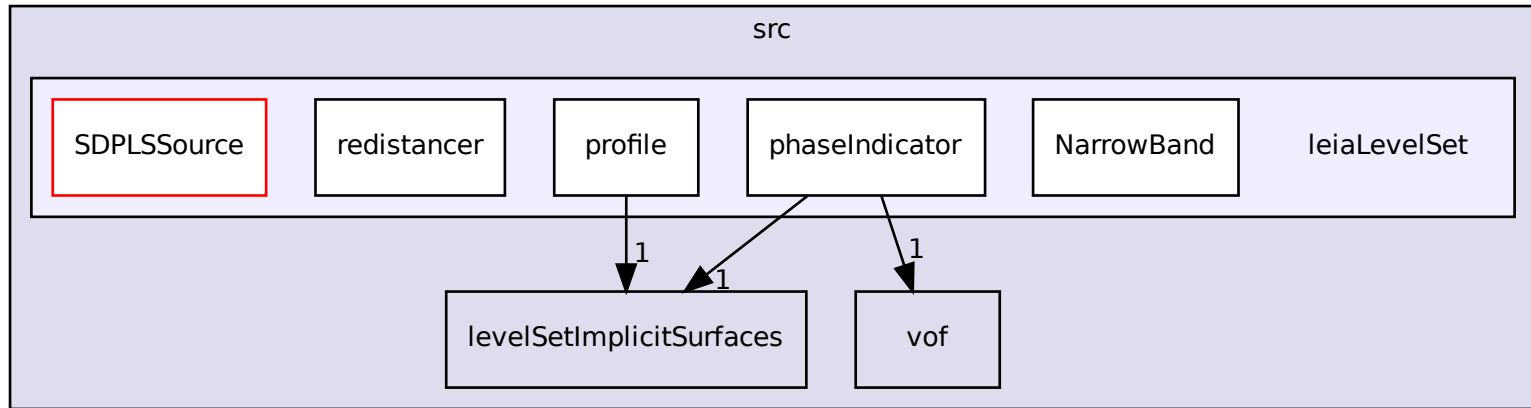 src
SDPLSSource
redistancer
profile
phaseIndicator
NarrowBand
leiaLevelSet
1
1
1
levelSetImplicitSurfaces
vof